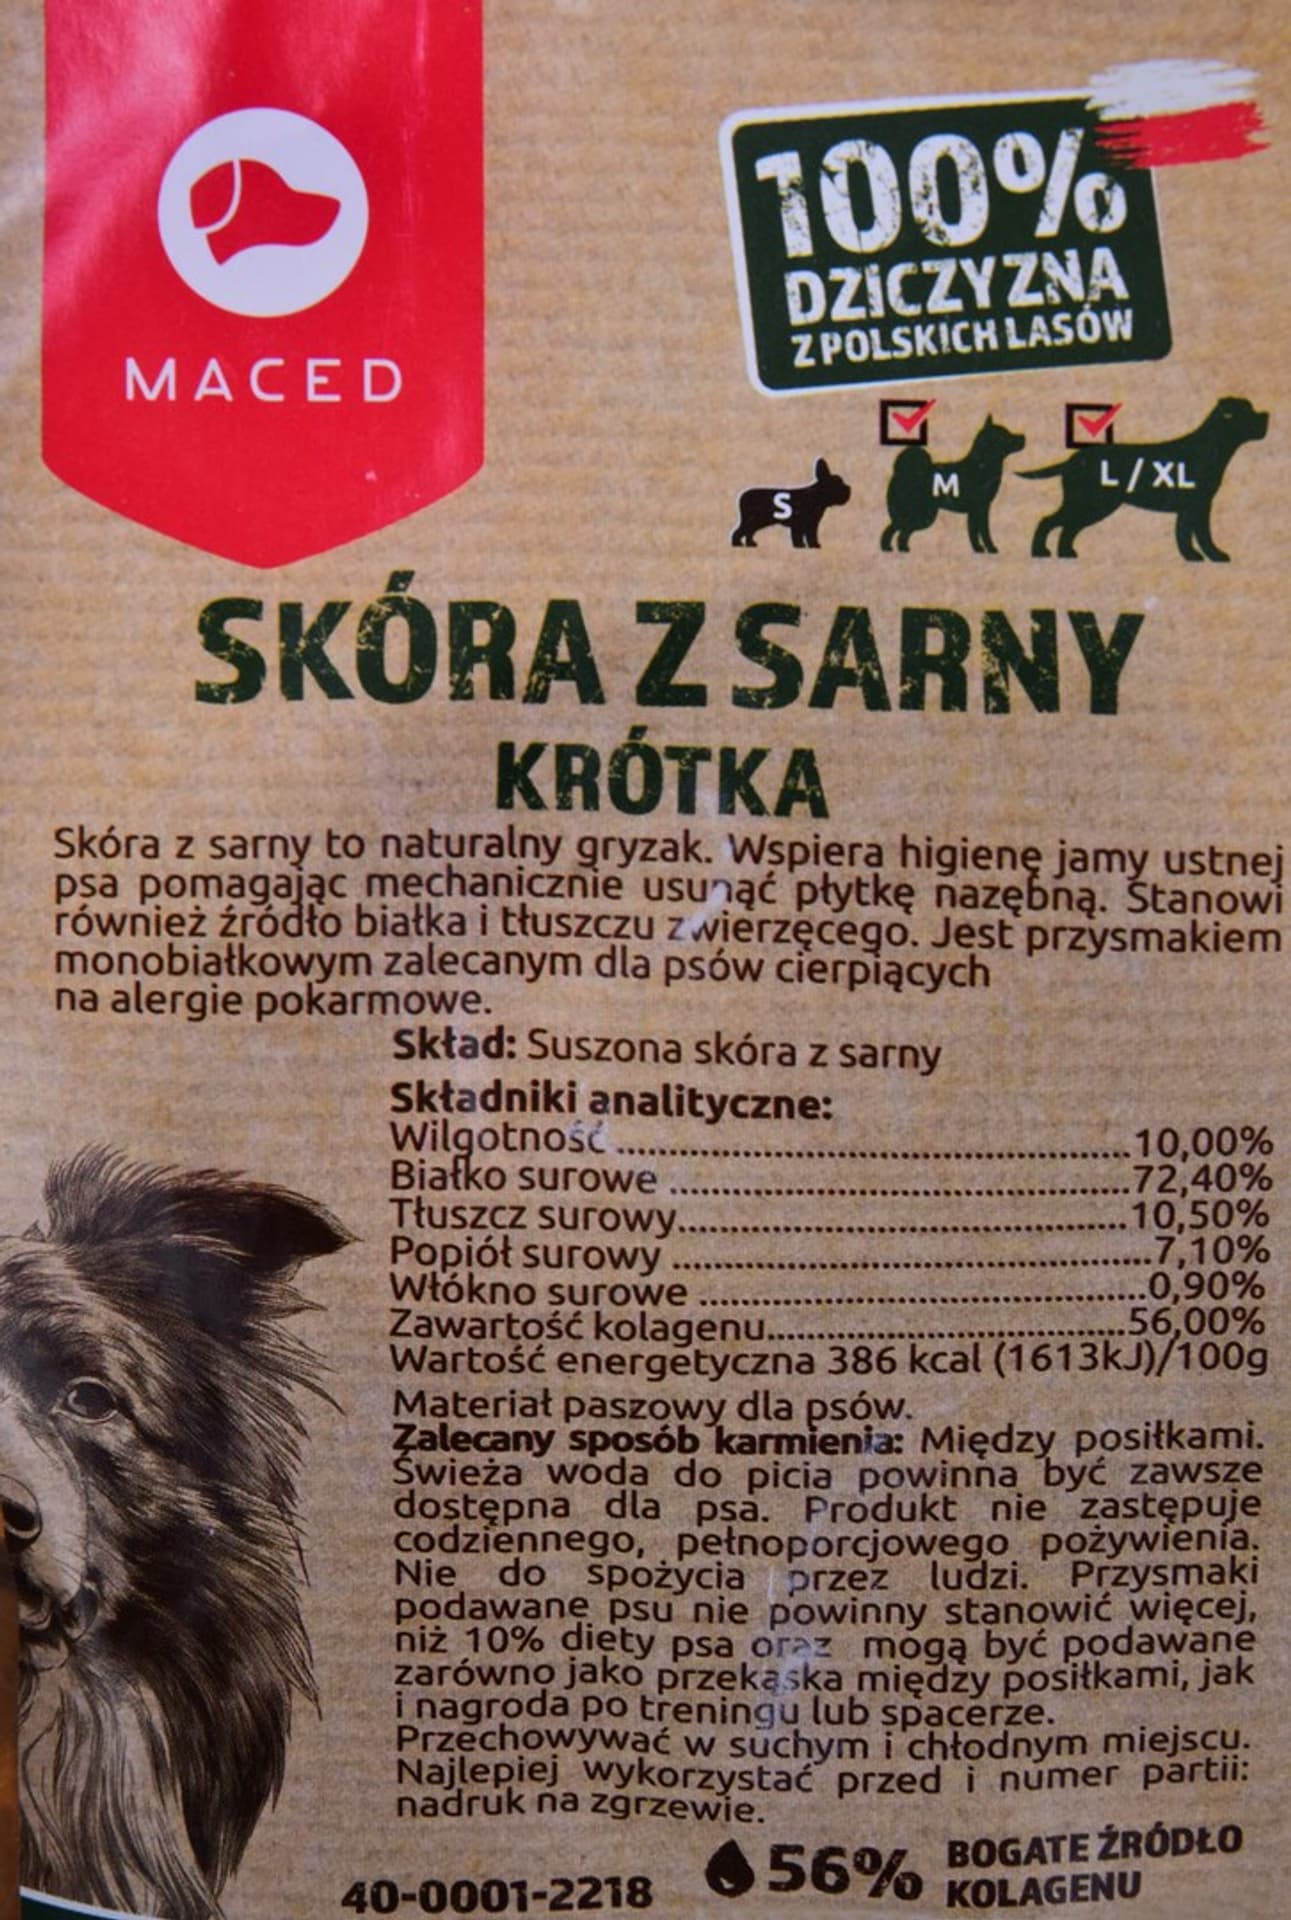 MACED
100%
DZICZYZNA
Z POLSKICH LASÓW
S
M
L / XL
SKÓRA Z SARNY
KRÓTKA
Skóra z sarny to naturalny gryzak. Wspiera higienę jamy ustnej
psa pomagając mechanicznie usunąć płytkę nazębną. Stanowi
również źródło białka i tłuszczu zwierzęcego. Jest przysmakiem
monobiałkowym zalecanym dla psów cierpiących
na alergie pokarmowe.
Skład: Suszona skóra z sarny
Składniki analityczne:
Wilgotność ........................................................10,00%
Białko surowe ..................................................72,40%
Tłuszcz surowy.................................................10,50%
Popiół surowy ....................................................7,10%
Włókno surowe .................................................0,90%
Zawartość kolagenu.......................................56,00%
Wartość energetyczna 386 kcal (1613kJ)/100g
Materiał paszowy dla psów.
Zalecany sposób karmienia: Między posiłkami.
Świeża woda do picia powinna być zawsze
dostępna dla psa. Produkt nie zastępuje
codziennego, pełnoporcjowego pożywienia.
Nie do spożycia przez ludzi. Przysmaki
podawane psu nie powinny stanowić więcej,
niż 10% diety psa oraz mogą być podawane
zarówno jako przekąska między posiłkami, jak
i nagroda po treningu lub spacerze.
Przechowywać w suchym i chłodnym miejscu.
Najlepiej wykorzystać przed i numer partii:
nadruk na zgrzewie.
40-0001-2218
56%
BOGATE ŹRÓDŁO
KOLAGENU